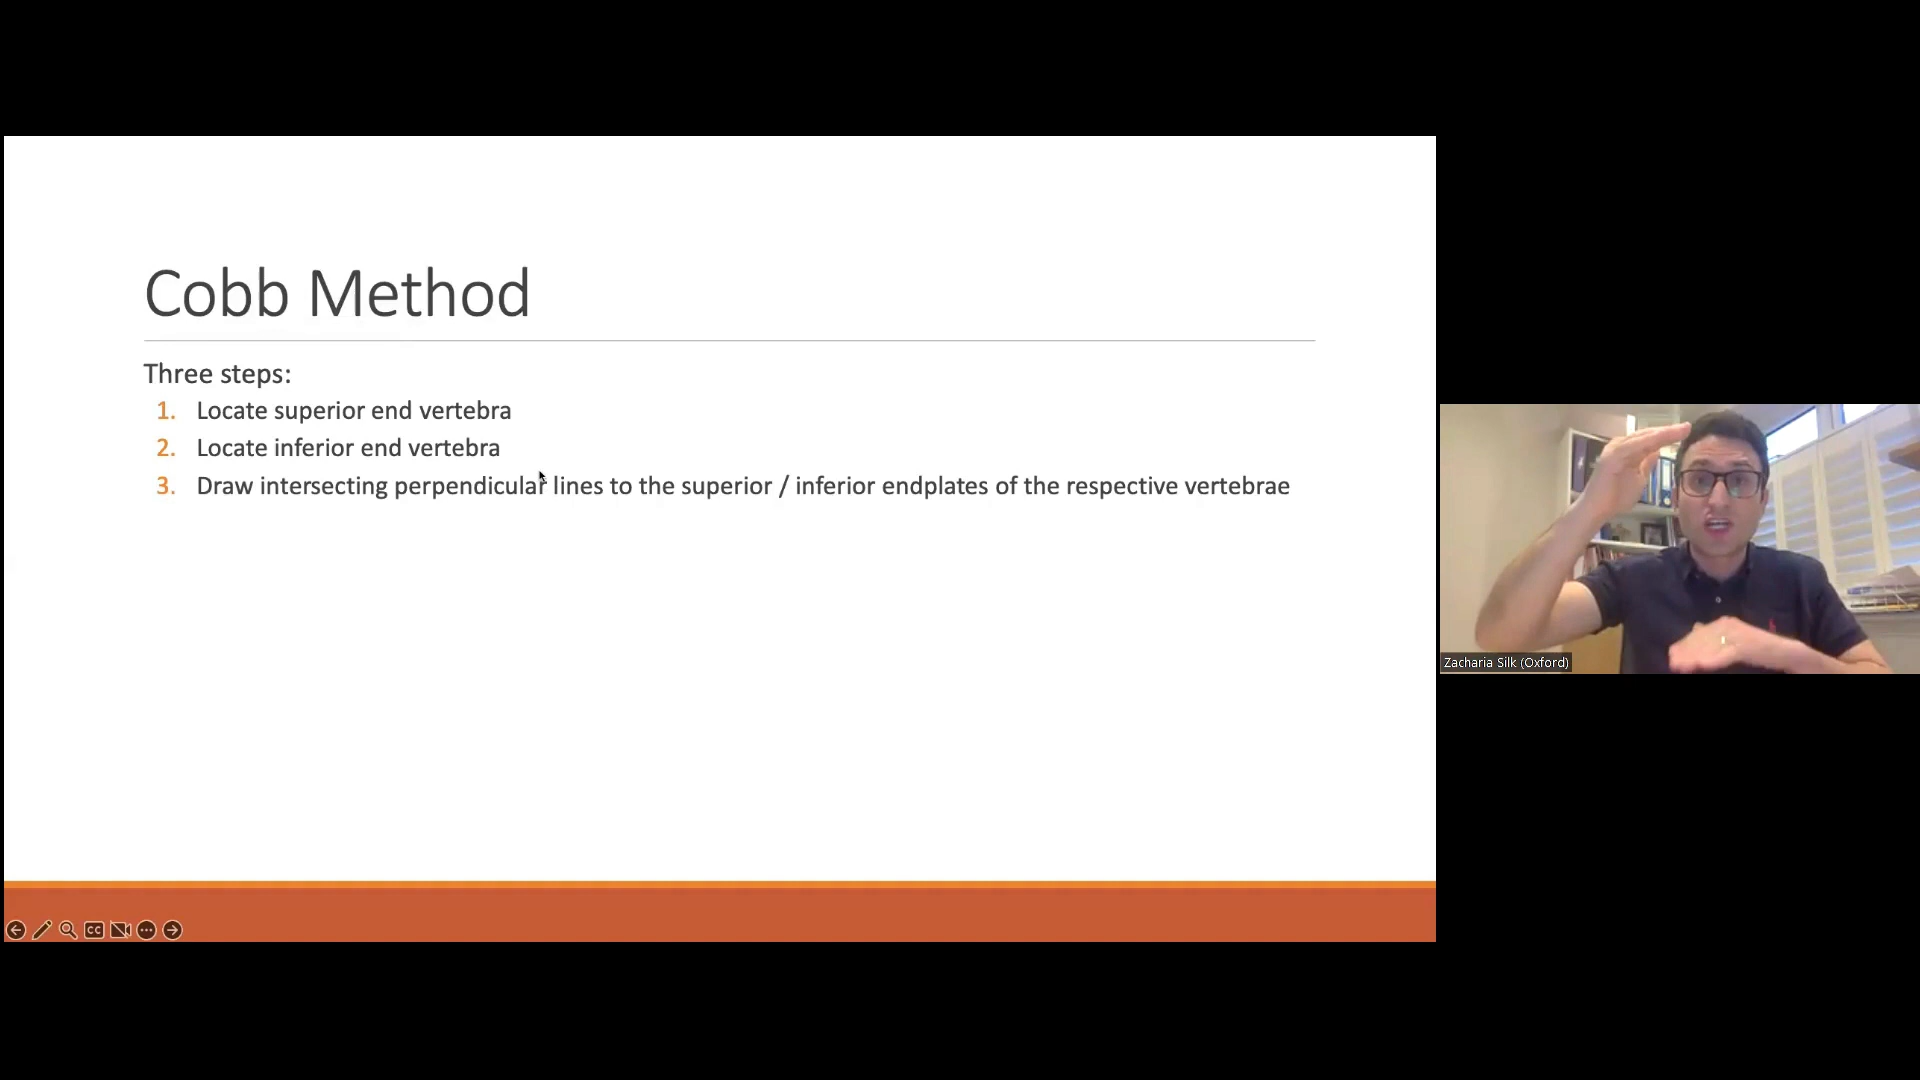 Cobb Method
Three steps:
1. Locate superior end vertebra
2. Locate inferior end vertebra
3. Draw intersecting perpendicular lines to the superior / inferior endplates of the respective vertebrae
Zacharia Silk (Oxford)
CC